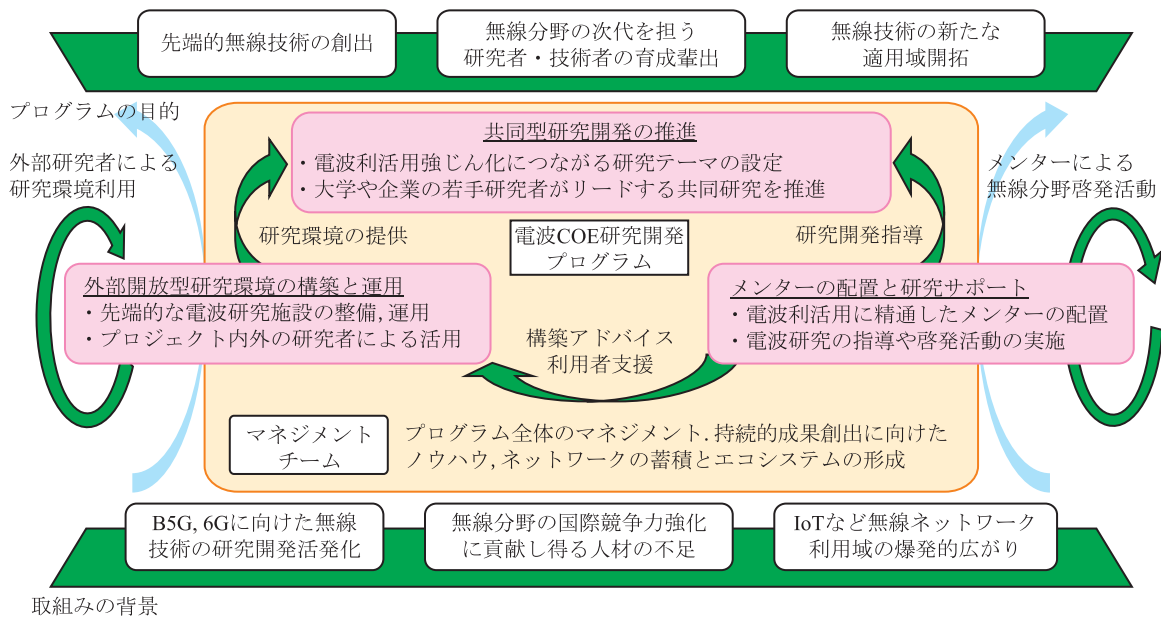 先端的無線技術の創出
無線分野の次代を担う
研究者・技術者の育成輩出
無線技術の新たな
適用域開拓
プログラムの目的
外部研究者による
研究環境利用
共同型研究開発の推進
・電波利活用強じん化につながる研究テーマの設定
・大学や企業の若手研究者がリードする共同研究を推進
メンターによる
無線分野啓発活動
研究環境の提供
電波COE研究開発
プログラム
研究開発指導
外部開放型研究環境の構築と運用
・先端的な電波研究施設の整備,運用
・プロジェクト内外の研究者による活用
メンターの配置と研究サポート
・電波利活用に精通したメンターの配置
・電波研究の指導や啓発活動の実施
構築アドバイス
利用者支援
マネジメント
チーム
プログラム全体のマネジメント.持続的成果創出に向けた
ノウハウ,ネットワークの蓄積とエコシステムの形成
B5G, 6Gに向けた無線
技術の研究開発活発化
無線分野の国際競争力強化
に貢献し得る人材の不足
IoTなど無線ネットワーク
利用域の爆発的広がり
取組みの背景